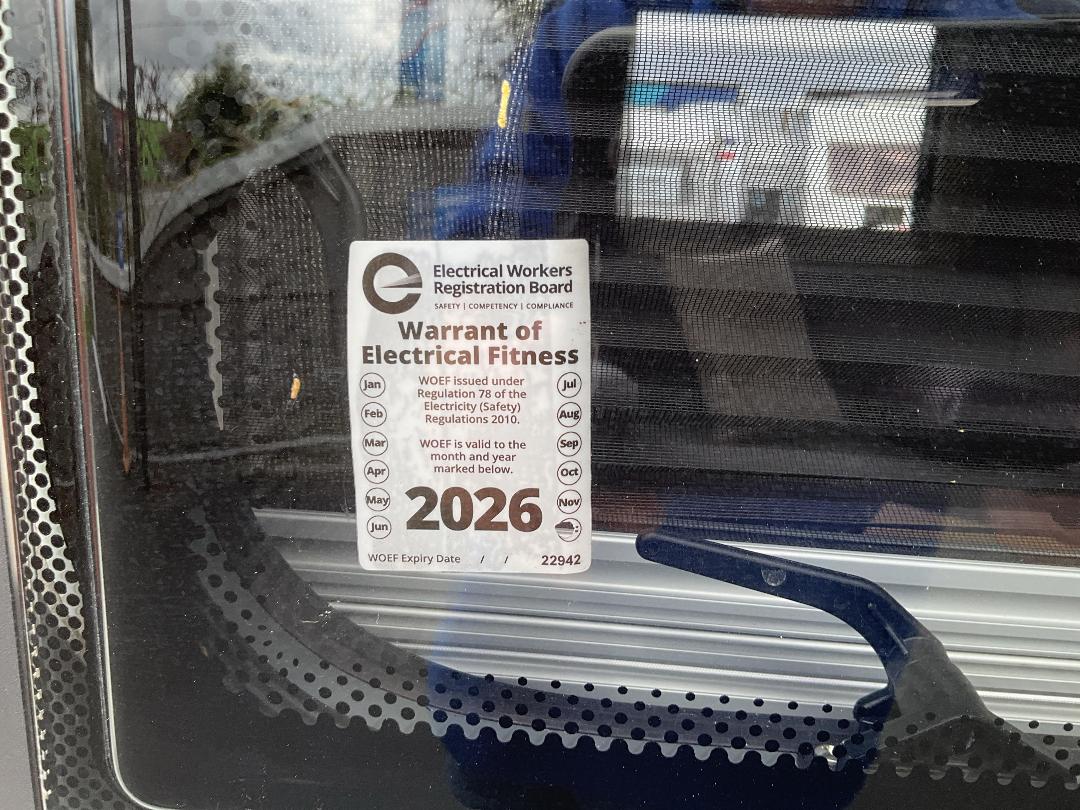 Electrical Workers
Registration Board
SAFETY | COMPETENCY | COMPLIANCE
Warrant of
Electrical Fitness
WOEF issued under
Regulation 78 of the
Electricity (Safety)
Regulations 2010.
WOEF is valid to the
month and year
marked below.
Jan
Feb
Mar
Apr
May
Jun
Jul
Aug
Sep
Oct
Nov
2026
WOEF Expiry Date / /
22942